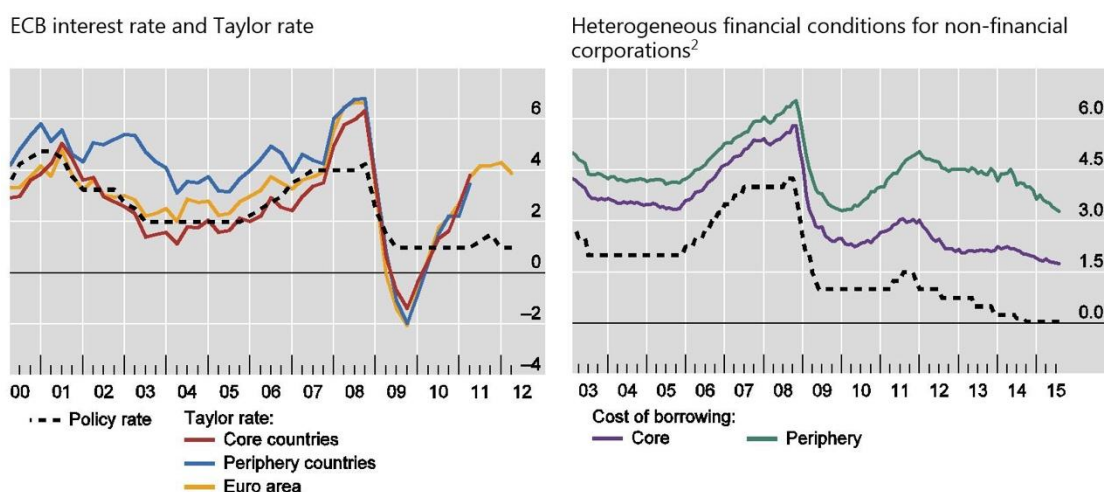 ECB interest rate and Taylor rate
6
4
2
0
–2
–4
00 01 02 03 04 05 06 07 08 09 10 11 12
Policy rate
Taylor rate:
Core countries
Periphery countries
Euro area
Heterogeneous financial conditions for non-financial
corporations²
6.0
4.5
3.0
1.5
0.0
03 04 05 06 07 08 09 10 11 12 13 14 15
Cost of borrowing:
Core Periphery